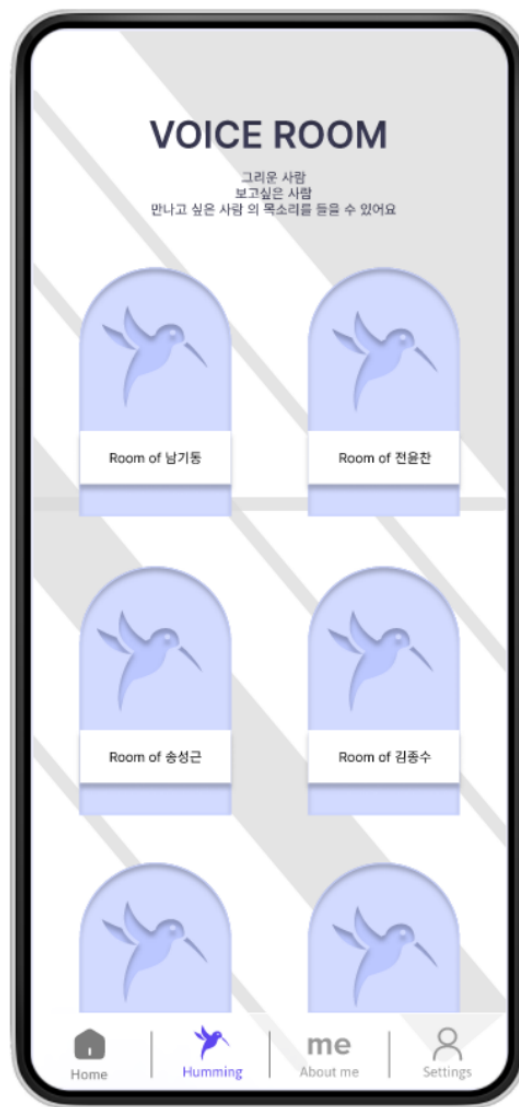 VOICE ROOM
그리운 사람
보고싶은 사람
만나고 싶은 사람 의 목소리를 들을 수 있어요
Room of 남기동
Room of 전윤찬
Room of 송성근
Room of 김종수
me
Home
Humming
About me
Settings